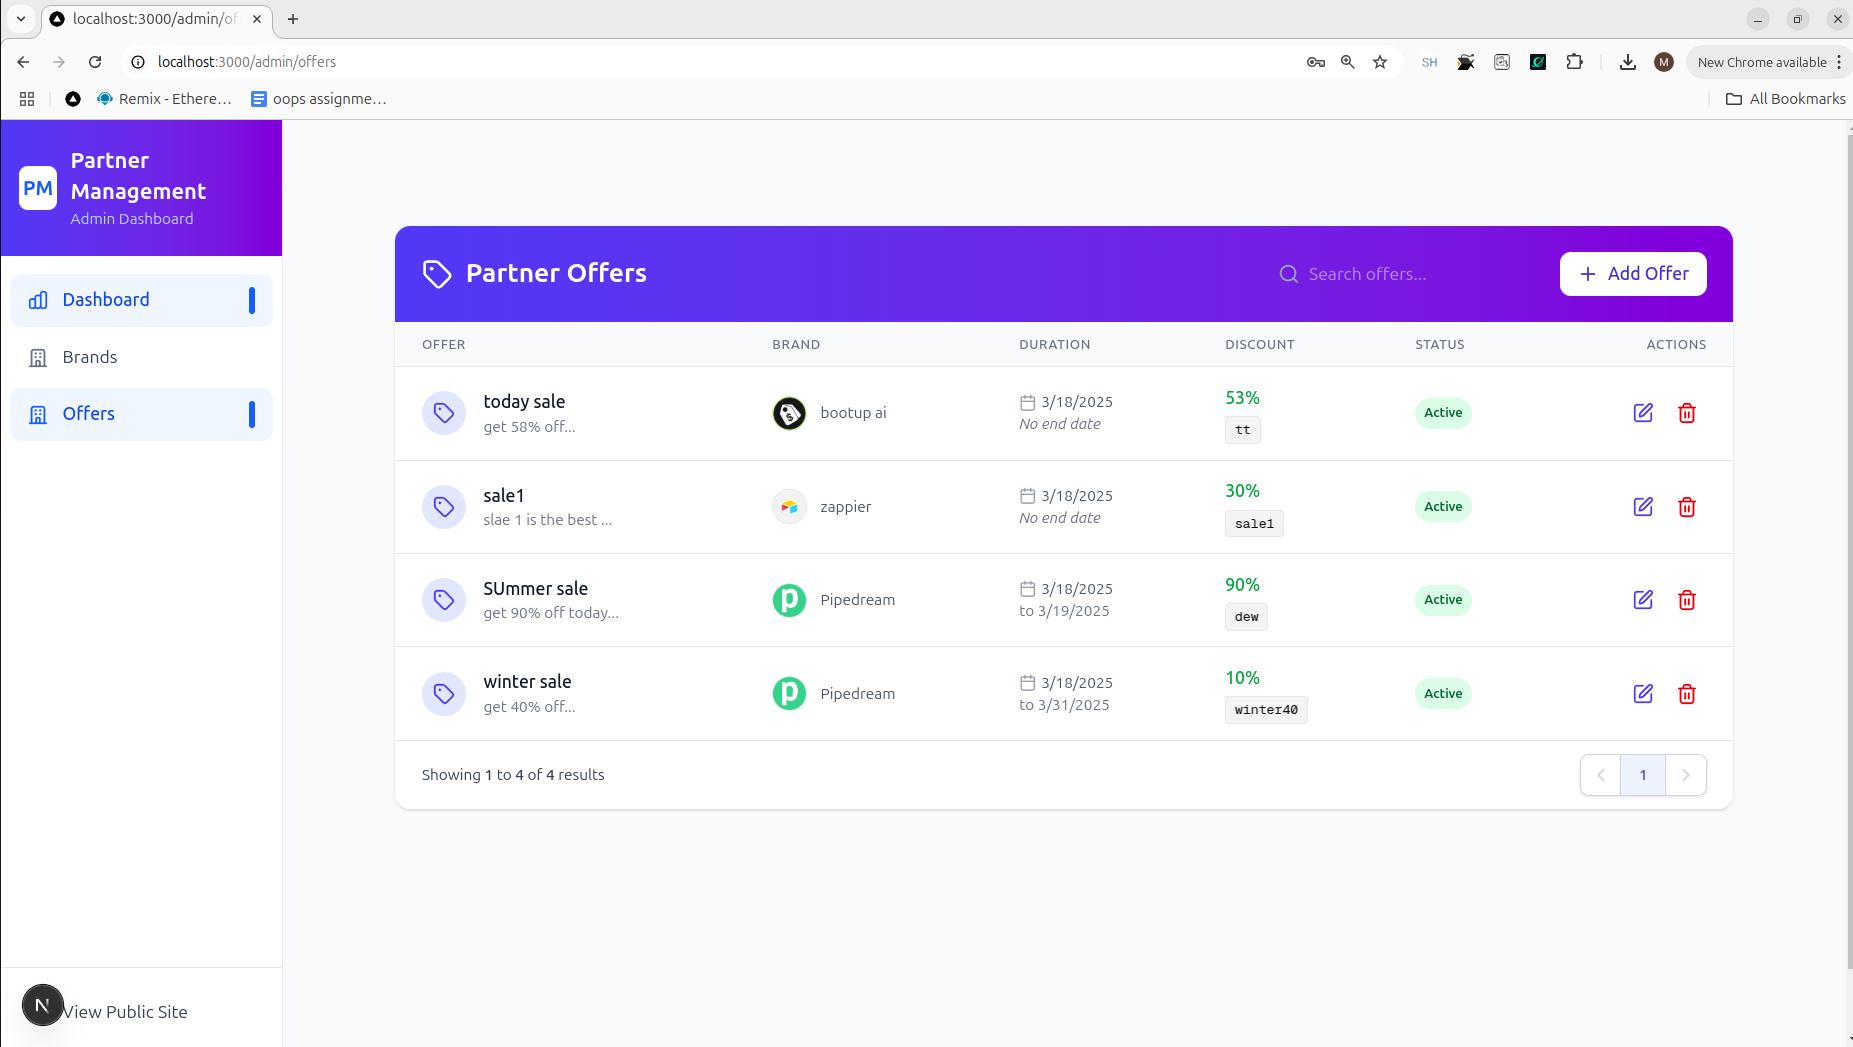 localhost:3000/admin/of
localhost:3000/admin/offers
SH
M
New Chrome available
Remix - Ethere…
oops assignme…
All Bookmarks
PM
Partner
Management
Admin Dashboard
Dashboard
Brands
Offers
N
View Public Site
Partner Offers
Search offers...
Add Offer
OFFER BRAND DURATION DISCOUNT STATUS ACTIONS
today sale
get 58% off...
bootup ai
3/18/2025
No end date
53%
tt
Active
sale1
slae 1 is the best ...
zappier
3/18/2025
No end date
30%
sale1
Active
SUmmer sale
get 90% off today...
p
Pipedream
3/18/2025
to 3/19/2025
90%
dew
Active
winter sale
get 40% off...
p
Pipedream
3/18/2025
to 3/31/2025
10%
winter40
Active
Showing 1 to 4 of 4 results
1